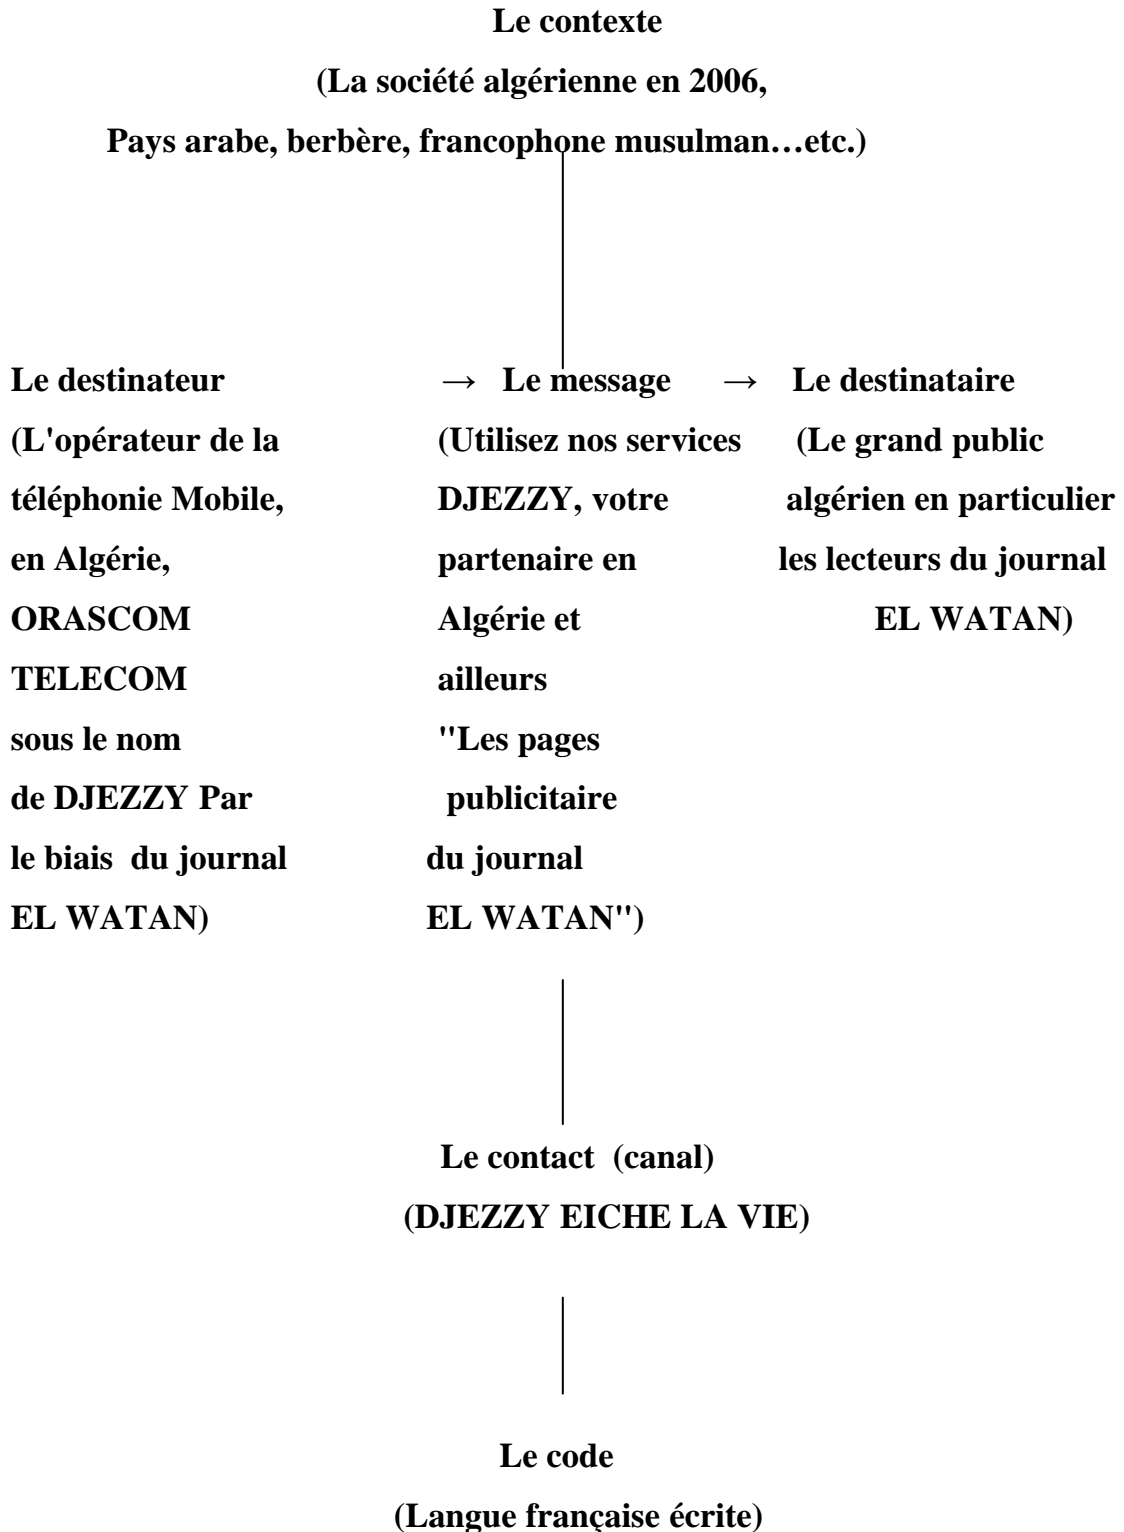 Le contexte
(La société algérienne en 2006,
Pays arabe, berbère, francophone musulman…etc.)
Le destinateur → Le message → Le destinataire
(L'opérateur de la (Utilisez nos services (Le grand public
téléphonie Mobile, DJEZZY, votre algérien en particulier
en Algérie, partenaire en les lecteurs du journal
ORASCOM Algérie et EL WATAN)
TELECOM ailleurs
sous le nom "Les pages
de DJEZZY Par publicitaire
le biais du journal du journal
EL WATAN) EL WATAN")
Le contact (canal)
(DJEZZY EICHE LA VIE)
Le code
(Langue française écrite)